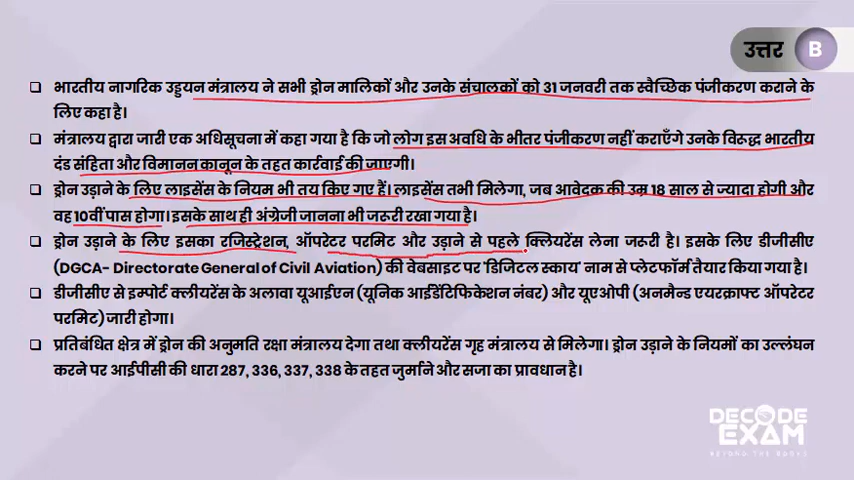 उत्तर B
भारतीय नागरिक उड्डयन मंत्रालय ने सभी ड्रोन मालिकों और उनके संचालकों को 31 जनवरी तक स्वैच्छिक पंजीकरण कराने के
लिए कहा है।
मंत्रालय द्वारा जारी एक अधिसूचना में कहा गया है कि जो लोग इस अवधि के भीतर पंजीकरण नहीं कराएँगे उनके विरूद्ध भारतीय
दंड संहिता और विमानन कानून के तहत कार्रवाई की जाएगी।
ड्रोन उड़ाने के लिए लाइसेंस के नियम भी तय किए गए हैं। लाइसेंस तभी मिलेगा, जब आवेदक की उम्र 18 साल से ज्यादा होगी और
वह 10वीं पास होगा। इसके साथ ही अंग्रेजी जानना भी जरूरी रखा गया है।
ड्रोन उड़ाने के लिए इसका रजिस्ट्रेशन, ऑपरेटर परमिट और उड़ाने से पहले क्लियरेंस लेना जरूरी है। इसके लिए डीजीसीए
(DGCA- Directorate General of Civil Aviation) की वेबसाइट पर 'डिजिटल स्काय' नाम से प्लेटफॉर्म तैयार किया गया है।
डीजीसीए से इम्पोर्ट क्लीयरेंस के अलावा यूआईएन (यूनिक आईडेंटिफिकेशन नंबर) और यूएओपी (अनमैन्ड एयरक्राफ्ट ऑपरेटर
परमिट) जारी होगा।
प्रतिबंधित क्षेत्र में ड्रोन की अनुमति रक्षा मंत्रालय देगा तथा क्लीयरेंस गृह मंत्रालय से मिलेगा। ड्रोन उड़ाने के नियमों का उल्लंघन
करने पर आईपीसी की धारा 287, 336, 337, 338 के तहत जुर्माने और सजा का प्रावधान है।
DECODE
EXAM
BEYOND THE BOOKS